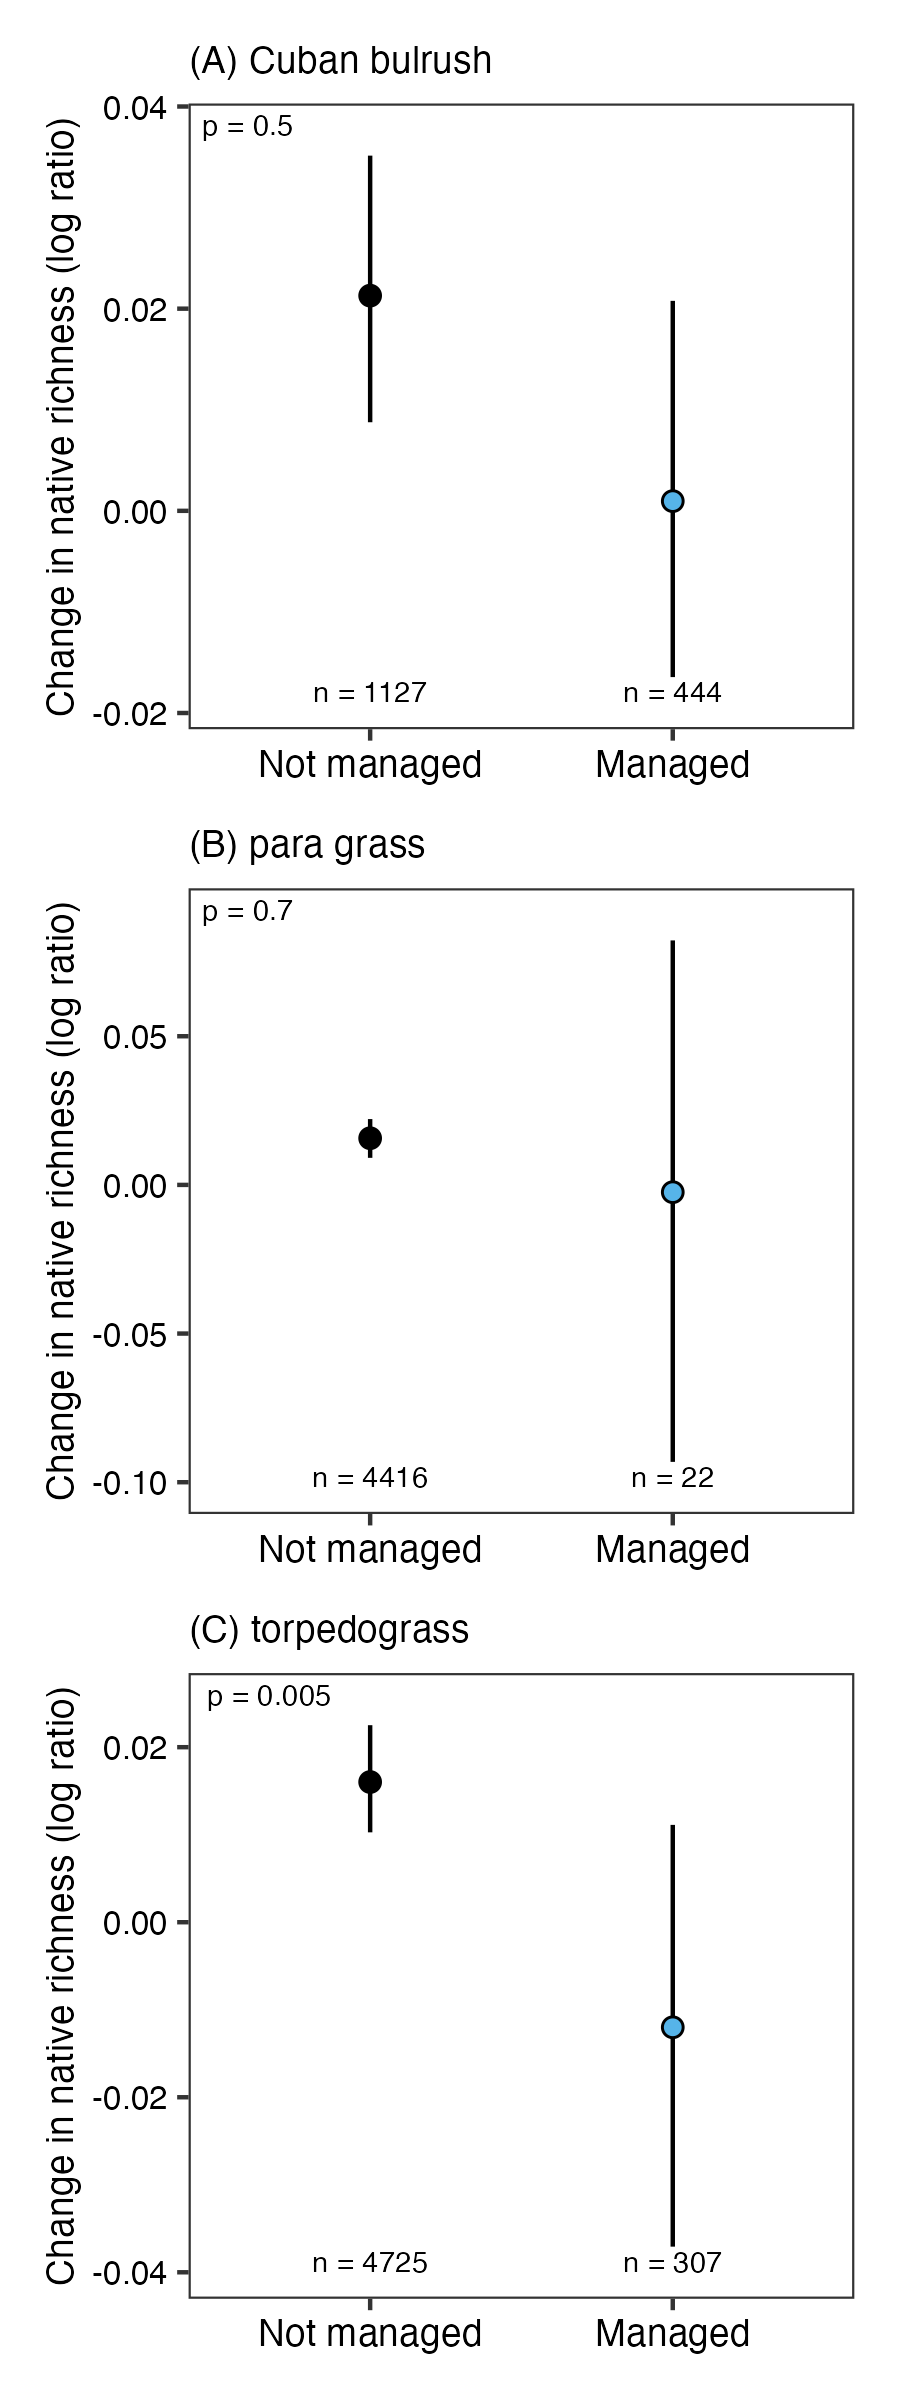 (A) Cuban bulrush
Change in native richness (log ratio)
0.04
0.02
0.00
-0.02
p = 0.5
n = 1127
n = 444
Not managed
Managed
(B) para grass
Change in native richness (log ratio)
0.05
0.00
-0.05
-0.10
p = 0.7
n = 4416
n = 22
Not managed
Managed
(C) torpedograss
Change in native richness (log ratio)
0.02
0.00
-0.02
-0.04
p = 0.005
n = 4725
n = 307
Not managed
Managed